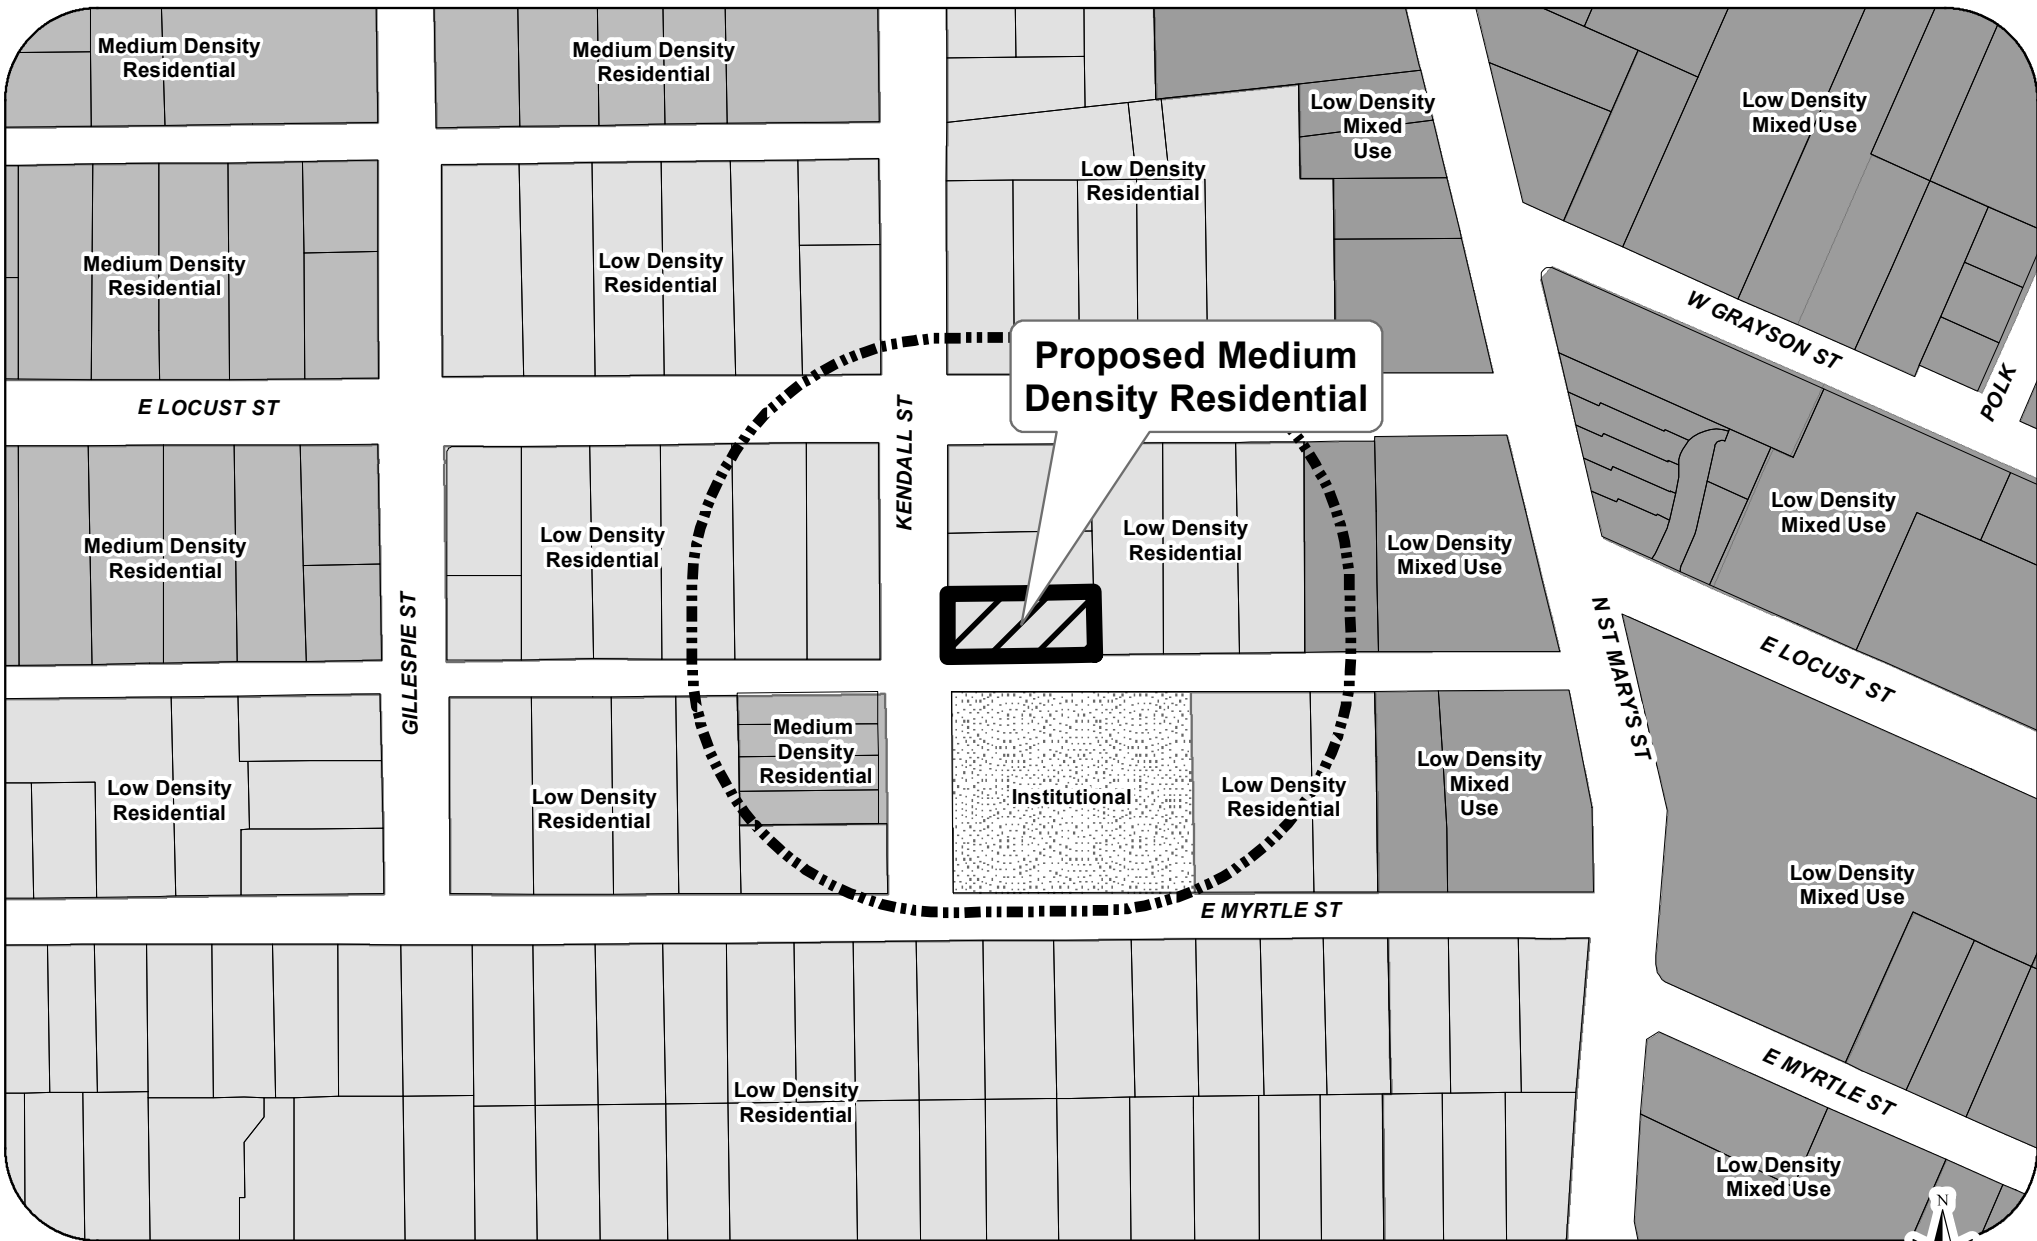 Medium Density
Residential
Medium Density
Residential
Low Density
Mixed
Use
Low Density
Mixed Use
Low Density
Residential
Medium Density
Residential
Low Density
Residential
W GRAYSON ST
POLK
Proposed Medium
Density Residential
E LOCUST ST
KENDALL ST
Medium Density
Residential
Low Density
Residential
Low Density
Residential
Low Density
Mixed Use
Low Density
Mixed Use
GILLESPIE ST
N ST MARY'S ST
E LOCUST ST
Low Density
Residential
Low Density
Residential
Medium
Density
Residential
Institutional
Low Density
Residential
Low Density
Mixed
Use
Low Density
Mixed Use
E MYRTLE ST
Low Density
Residential
E MYRTLE ST
Low Density
Mixed Use
N